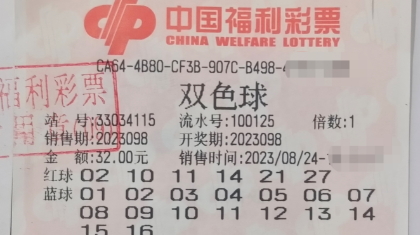 中国福利彩票
CHINA WELFARE LOTTERY
CA64-4B80-CF3B-907C-B498-
双色球
福利彩票
站 号:33034115 流水号:100125 倍数:1
销售期:2023098 开奖期:2023098
金 额:32.00元 销售时间:2023/08/24-
红球 02 10 11 14 21 27
蓝球 01 02 03 04 05 06 07
08 09 10 11 12 13 14
15 16